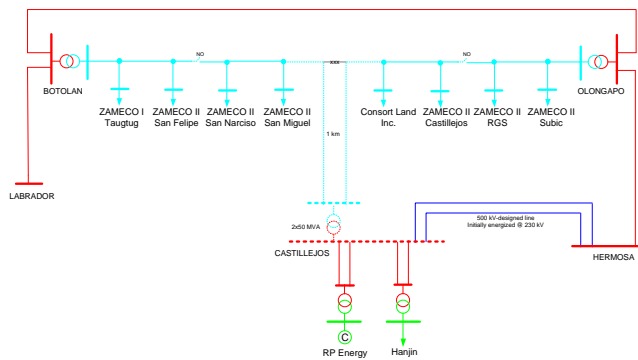 NO
xxx
NO
BOTOLAN
OLONGAPO
ZAMECO I
Taugtug
ZAMECO II
San Felipe
ZAMECO II
San Narciso
ZAMECO II
San Miguel
Consort Land
Inc.
ZAMECO II
Castillejos
ZAMECO II
RGS
ZAMECO II
Subic
1 km
LABRADOR
2x50 MVA
500 kV-designed line
Initially energized @ 230 kV
CASTILLEJOS
HERMOSA
C
RP Energy
Hanjin